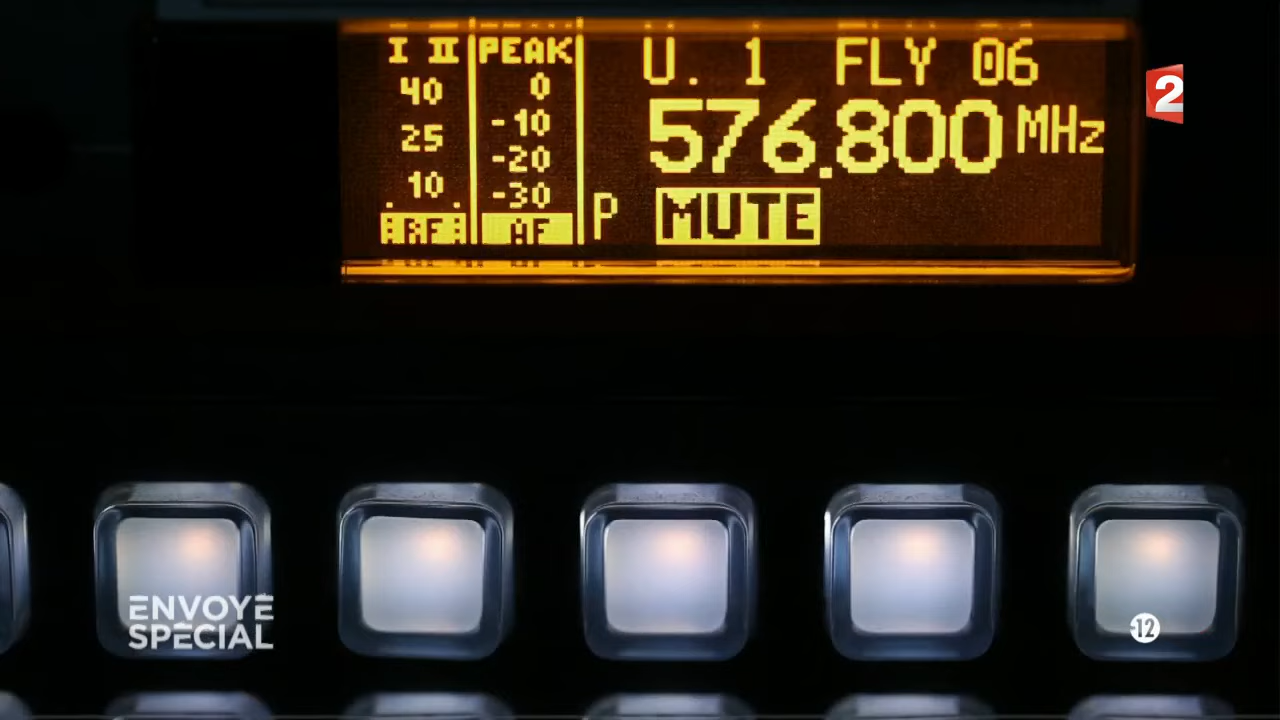 I II PEAK U. 1 FLY 06
40 0
576.800 MHz
25 -10
-20
10 -30
RF AF P MUTE
2
ENVOYÉ
SPÉCIAL
-12